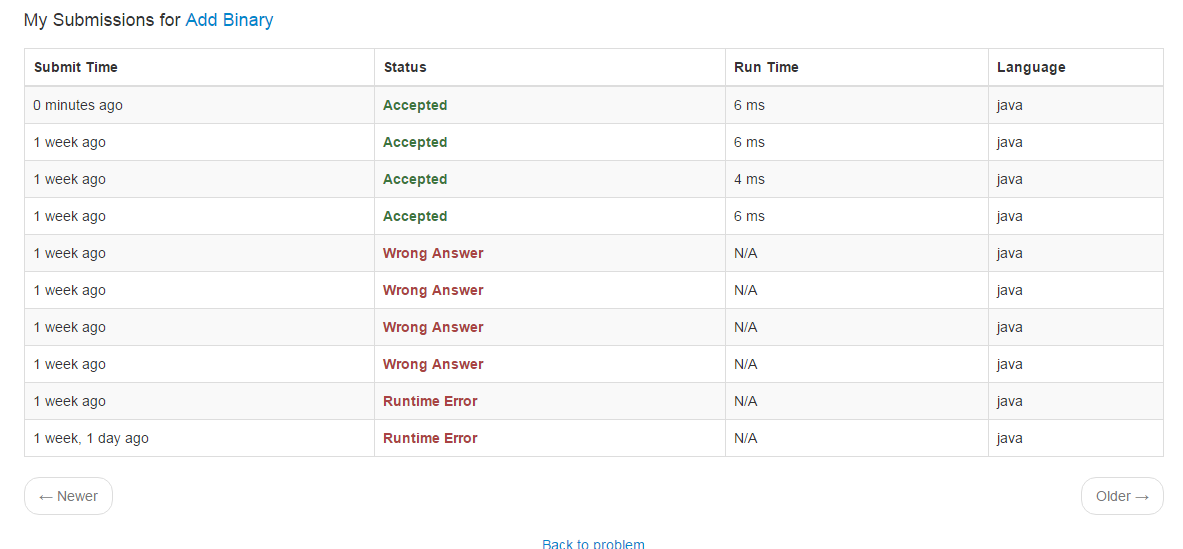 My Submissions for Add Binary
Submit Time Status Run Time Language
0 minutes ago Accepted 6 ms java
1 week ago Accepted 6 ms java
1 week ago Accepted 4 ms java
1 week ago Accepted 6 ms java
1 week ago Wrong Answer N/A java
1 week ago Wrong Answer N/A java
1 week ago Wrong Answer N/A java
1 week ago Wrong Answer N/A java
1 week ago Runtime Error N/A java
1 week, 1 day ago Runtime Error N/A java
← Newer Older →
Back to problem